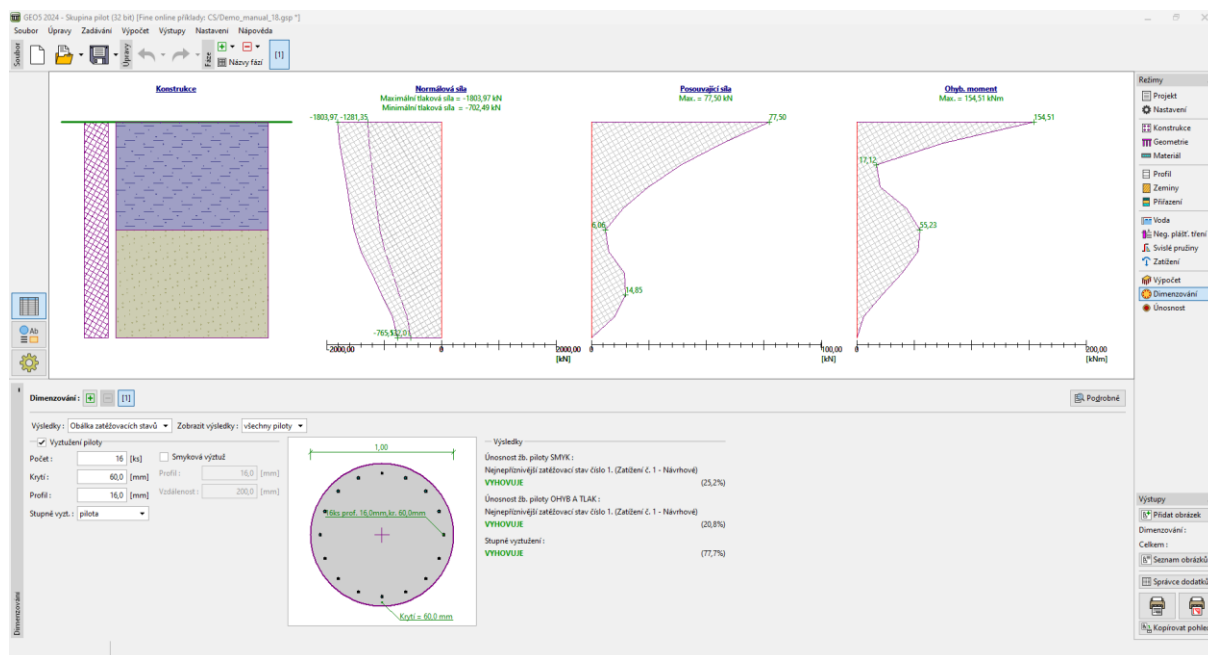 GEO5 2024 - Skupina pilot (32 bit) [Fine online příklady: CS/Demo_manual_18.gsp *]
Soubor Úpravy Zadávání Výpočet Výstupy Nastavení Nápověda
Soubor
Úpravy
Fáze
Názvy fází
[1]
Konstrukce
Normálová síla
Maximální tlaková síla = -1803,97 kN
Minimální tlaková síla = -702,49 kN
Posouvající síla
Max. = 77,50 kN
Ohyb. moment
Max. = 154,51 kNm
-1803,97 -1281,35
77,50
154,51
17,12
6,06
55,23
14,85
-2000,00 0 2000,00
[kN]
0 100,00
[kN]
0 200,00
[kNm]
Režimy
Projekt
Nastavení
Konstrukce
Geometrie
Materiál
Profil
Zeminy
Přiřazení
Voda
Neg. plášť. tření
Svislé pružiny
Zatížení
Výpočet
Dimenzování
Únosnost
Ab
Dimenzování : [1]
Podrobné
Výsledky : Obálka zatěžovacích stavů Zobrazit výsledky : všechny piloty
Vyztužení piloty
Počet : 16 [ks]
Krytí : 60,0 [mm]
Profil : 16,0 [mm]
Stupně vyzt. : pilota
Smyková výztuž
Profil : 16,0 [mm]
Vzdálenost : 200,0 [mm]
1,00
16ks prof. 16,0mm,kr. 60,0mm
Krytí = 60,0 mm
Výsledky
Únosnost žb. piloty SMYK :
Nejnepříznivější zatěžovací stav číslo 1. (Zatížení č. 1 - Návrhové)
VYHOVUJE (25,2%)
Únosnost žb. piloty OHYB A TLAK :
Nejnepříznivější zatěžovací stav číslo 1. (Zatížení č. 1 - Návrhové)
VYHOVUJE (20,8%)
Stupně vyztužení :
VYHOVUJE (77,7%)
Dimenzování
Výstupy
Přidat obrázek
Dimenzování :
Celkem :
Seznam obrázků
Správce dodatků
Kopírovat pohled